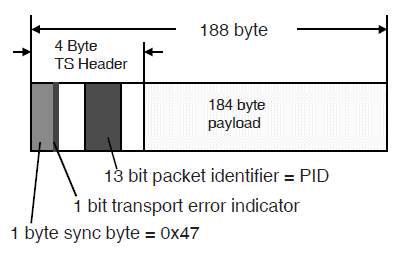 188 byte
4 Byte
TS Header
184 byte
payload
13 bit packet identifier = PID
1 bit transport error indicator
1 byte sync byte = 0x47